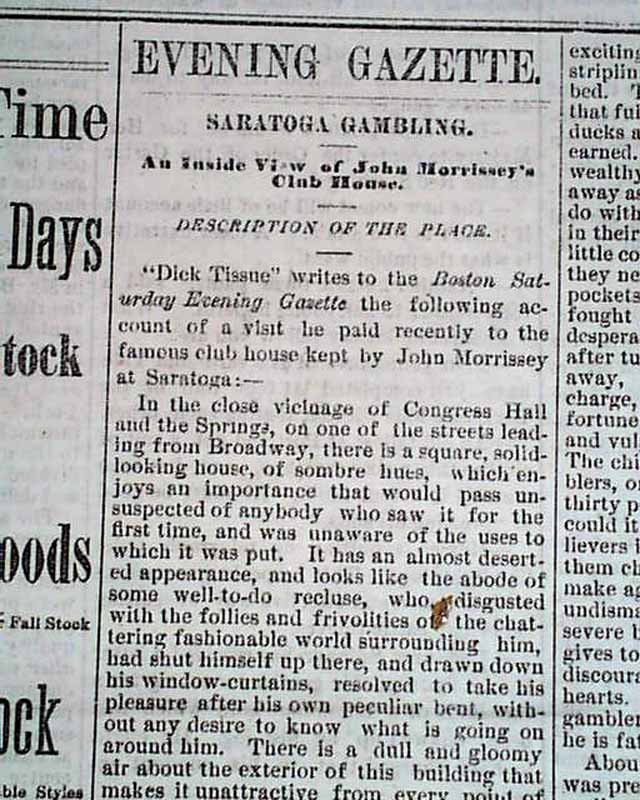 Time
Days
tock
oods
Fall Stock
ock
ble Styles
EVENING GAZETTE.
SARATOGA GAMBLING.
An Inside View of John Morrissey's
Club House.
DESCRIPTION OF THE PLACE.
"Dick Tissue" writes to the Boston Sat-
urday Evening Gazette the following ac-
count of a visit he paid recently to the
famous club house kept by John Morrissey
at Saratoga:—
In the close vicinage of Congress Hall
and the Springs, on one of the streets lead-
ing from Broadway, there is a square, solid-
looking house, of sombre hues, which en-
joys an importance that would pass un-
suspected of anybody who saw it for the
first time, and was unaware of the uses to
which it was put. It has an almost desert-
ed appearance, and looks like the abode of
some well-to-do recluse, who, disgusted
with the follies and frivolities of the chat-
tering fashionable world surrounding him,
had shut himself up there, and drawn down
his window-curtains, resolved to take his
pleasure after his own peculiar bent, with-
out any desire to know what is going on
around him. There is a dull and gloomy
air about the exterior of this building that
makes it unattractive from every point of
exciting
striplin
bed. T
that ful
ducks a
earned.
wealthy
away as
do with
in their
little co
they ne
pockets
fought
despera
after tu
away,
charge,
fortune
and vul
The chi
blers, o
thirty p
could it
lievers i
them ch
make ag
undism
severe l
gives to
discoura
hearts.
gambler
he is fat
Abou
was pre